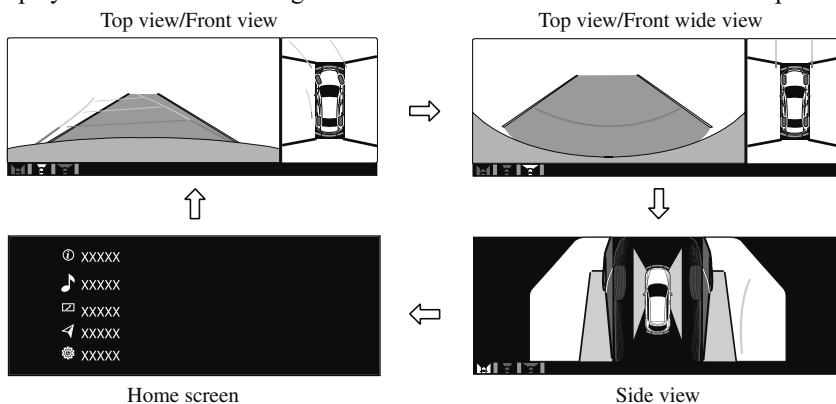 Top view/Front view
Top view/Front wide view
XXXXX
XXXXX
XXXXX
XXXXX
XXXXX
Home screen
Side view